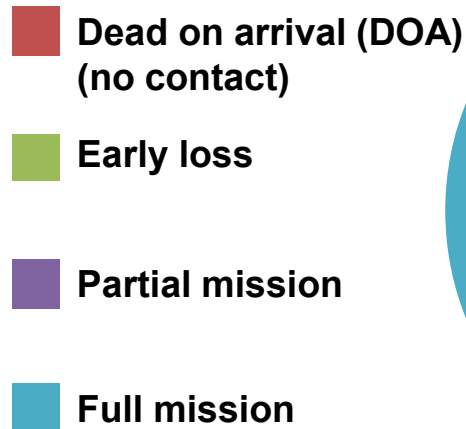 Dead on arrival (DOA)
(no contact)
Early loss
Partial mission
Full mission